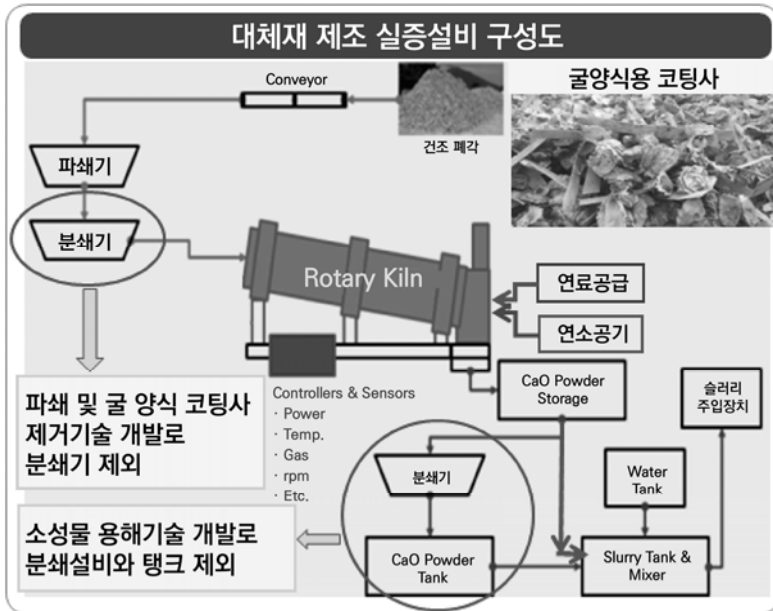 대체재 제조 실증설비 구성도
Conveyor
건조 폐각
굴양식용 코팅사
파쇄기
분쇄기
Rotary Kiln
연료공급
연소공기
파쇄 및 굴 양식 코팅사
제거기술 개발로
분쇄기 제외
Controllers & Sensors
· Power
· Temp.
· Gas
· rpm
· Etc.
CaO Powder
Storage
슬러리
주입장치
분쇄기
Water
Tank
소성물 용해기술 개발로
분쇄설비와 탱크 제외
CaO Powder
Tank
Slurry Tank &
Mixer